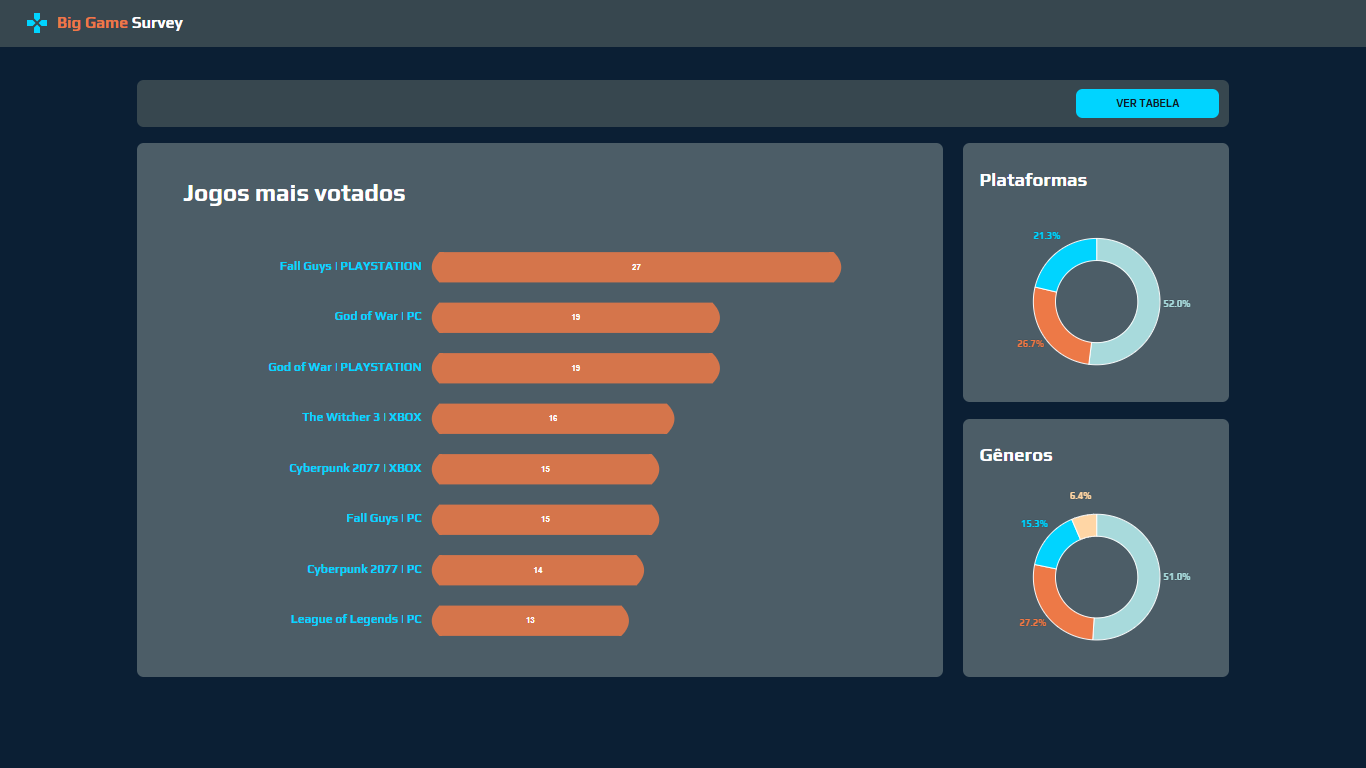 Big Game Survey
VER TABELA
Jogos mais votados
Fall Guys | PLAYSTATION 27
God of War | PC 19
God of War | PLAYSTATION 19
The Witcher 3 | XBOX 16
Cyberpunk 2077 | XBOX 15
Fall Guys | PC 15
Cyberpunk 2077 | PC 14
League of Legends | PC 13
Plataformas
21.3%
52.0%
26.7%
Gêneros
6.4%
15.3%
51.0%
27.2%